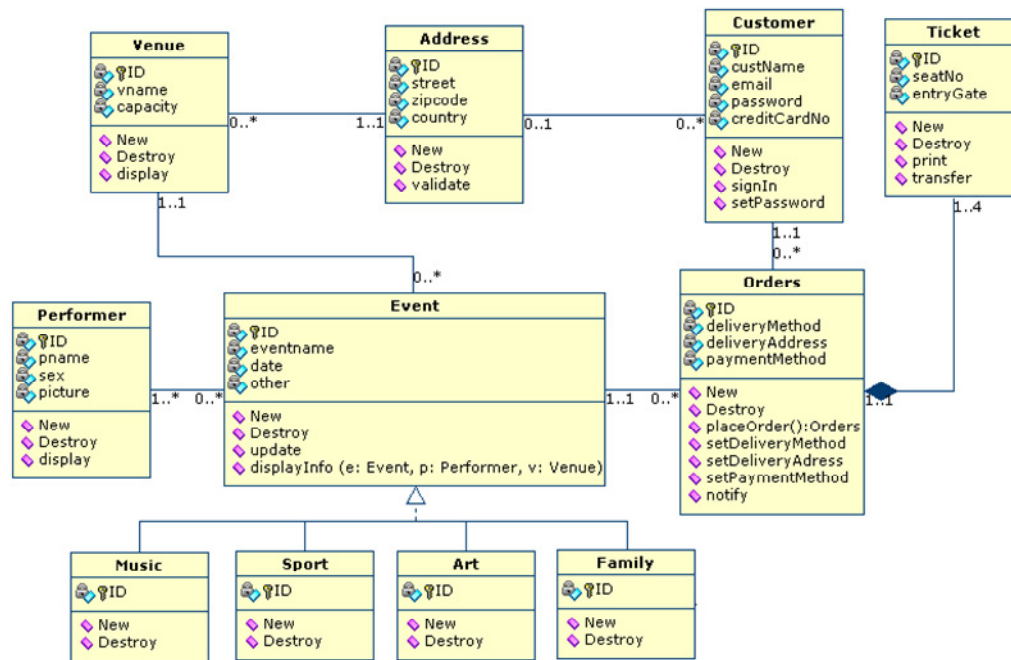 Venue
ID
vname
capacity
New
Destroy
display
0..*
1..1
1..1
Address
ID
street
zipcode
country
New
Destroy
validate
0..1
0..*
Customer
ID
custName
email
password
creditCardNo
New
Destroy
signIn
setPassword
1..1
0..*
Ticket
ID
seatNo
entryGate
New
Destroy
print
transfer
1..4
0..*
Performer
ID
pname
sex
picture
New
Destroy
display
1..*
0..*
Event
ID
eventname
date
other
New
Destroy
update
displayInfo (e: Event, p: Performer, v: Venue)
1..1
0..*
Orders
ID
deliveryMethod
deliveryAddress
paymentMethod
New
Destroy
placeOrder():Orders
setDeliveryMethod
setDeliveryAdress
setPaymentMethod
notify
1..1
Music
ID
New
Destroy
Sport
ID
New
Destroy
Art
ID
New
Destroy
Family
ID
New
Destroy